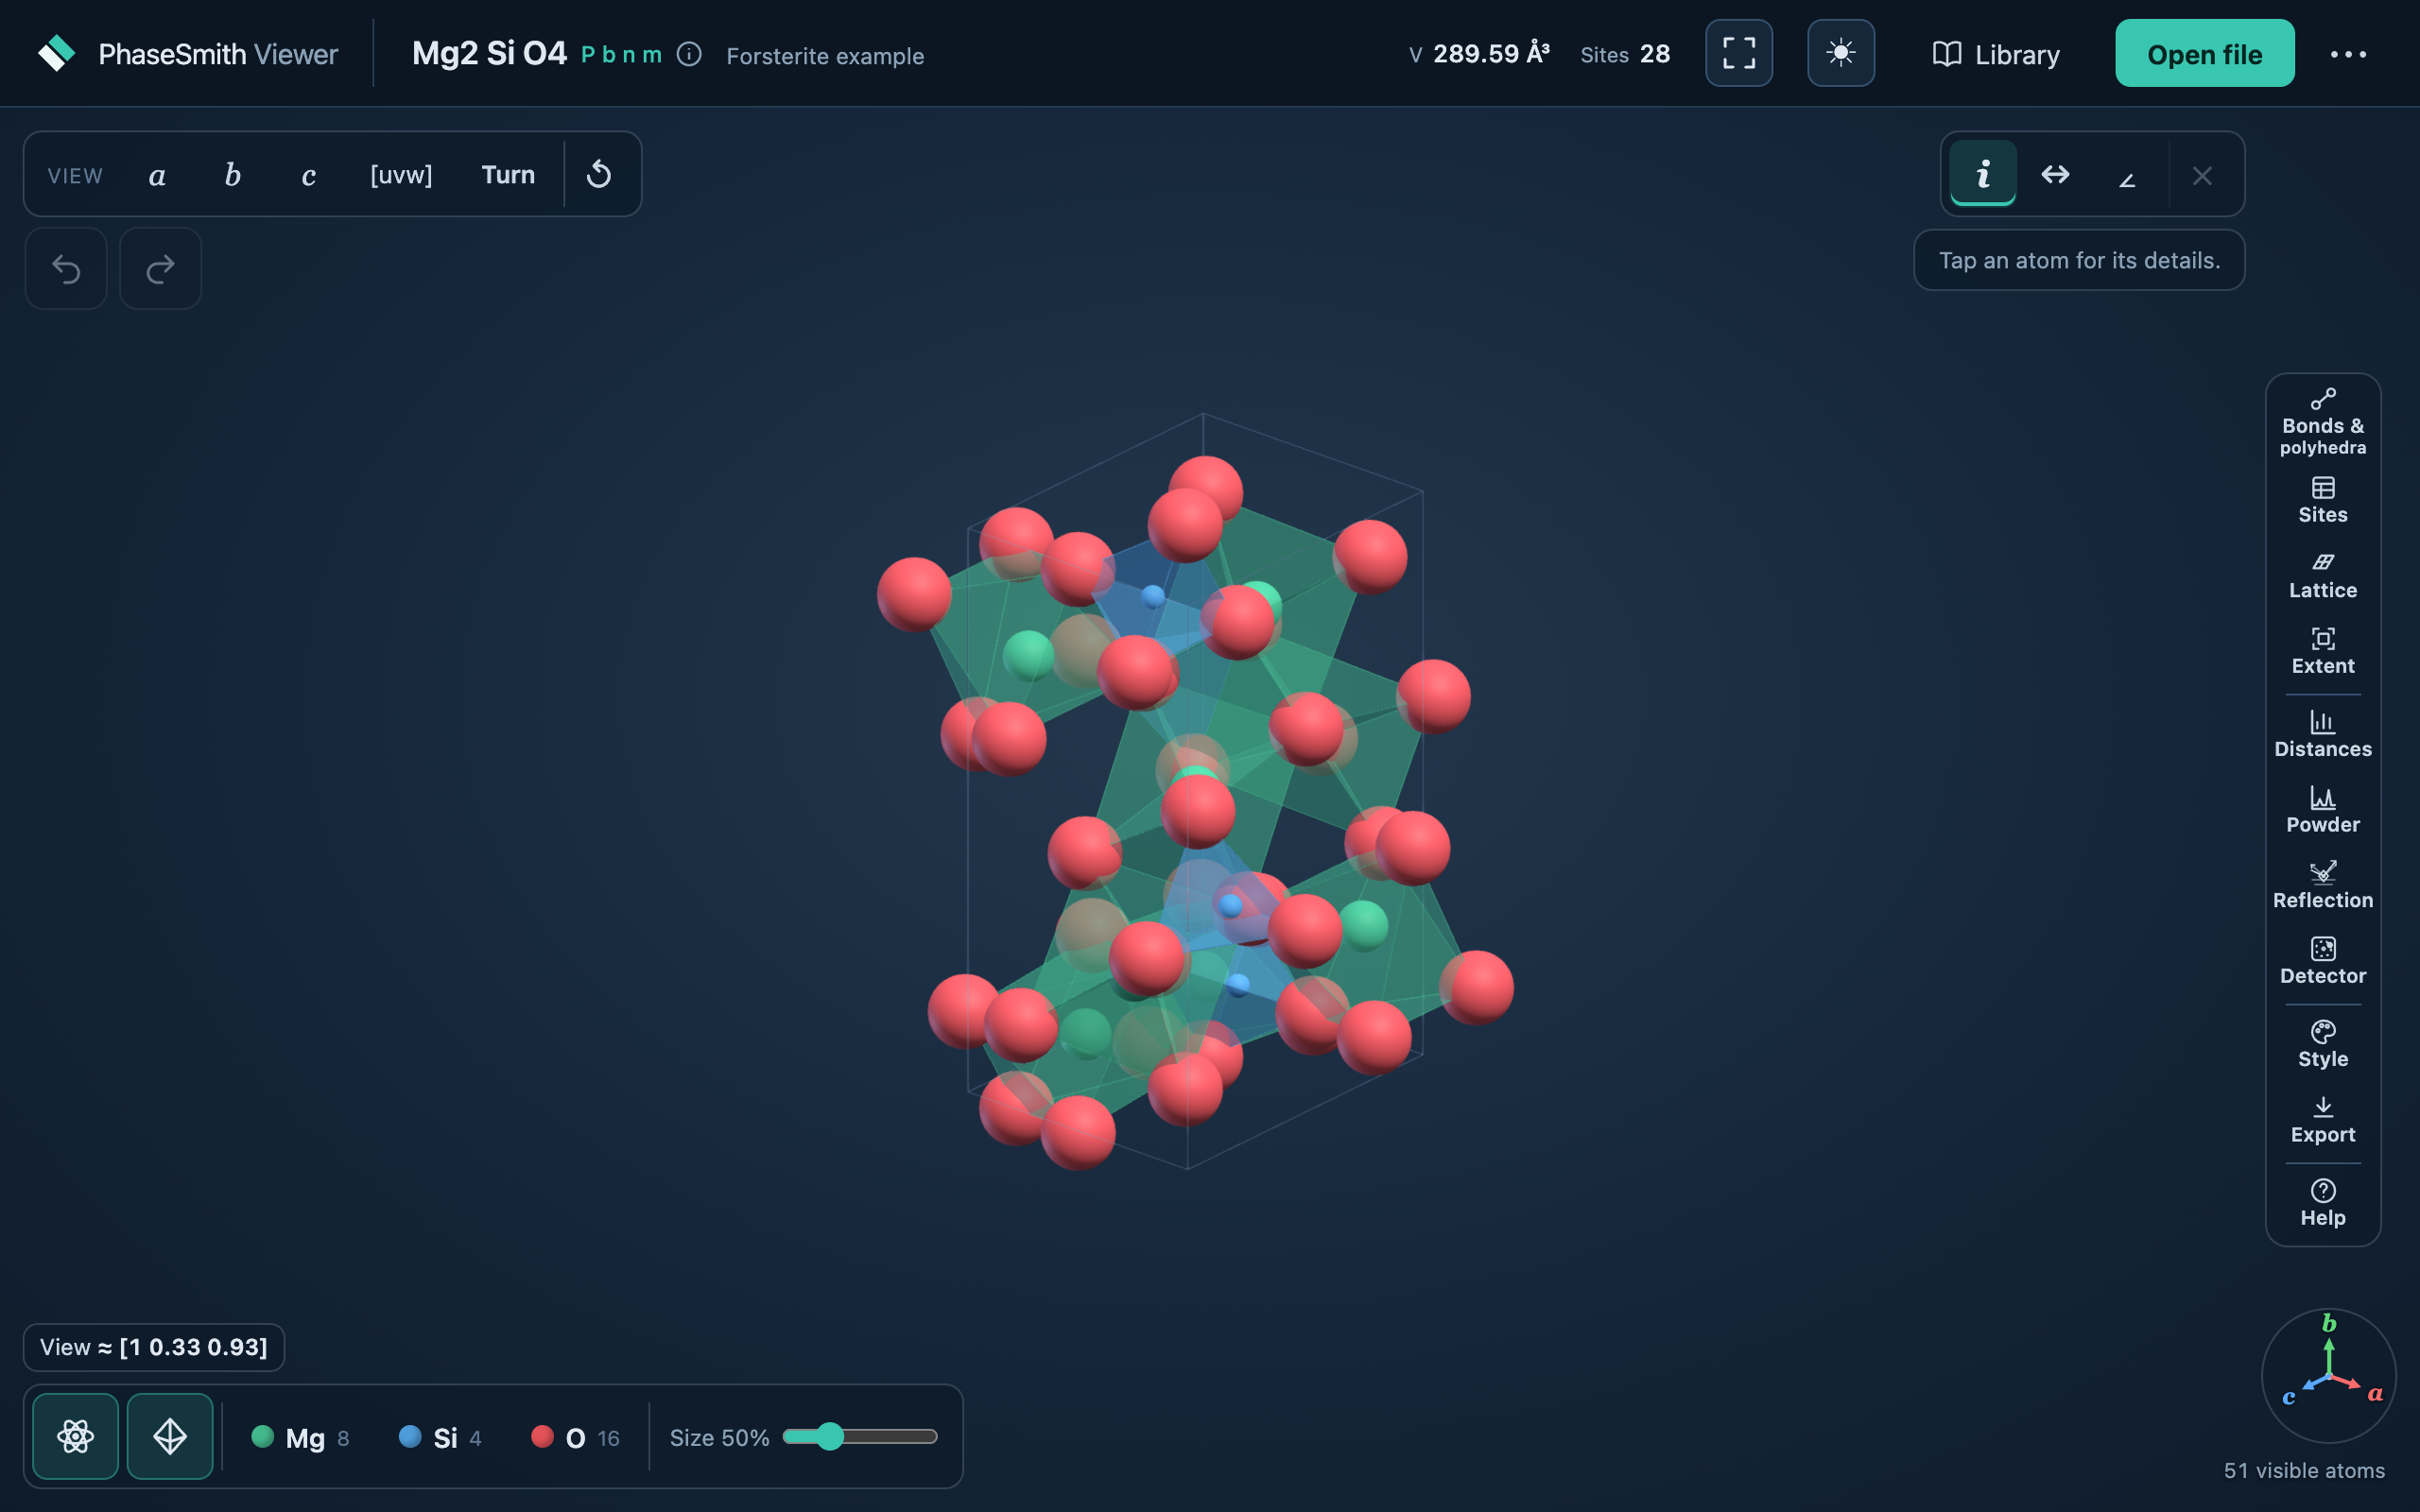 PhaseSmith Viewer
Mg2 Si O4 P b n m Forsterite example
V 289.59 Å³ Sites 28
Library
Open file
VIEW a b c [uvw] Turn
Tap an atom for its details.
Bonds &
polyhedra
Sites
Lattice
Extent
Distances
Powder
Reflection
Detector
Style
Export
Help
View ≈ [1 0.33 0.93]
Mg 8 Si 4 O 16 Size 50%
b
c
a
51 visible atoms